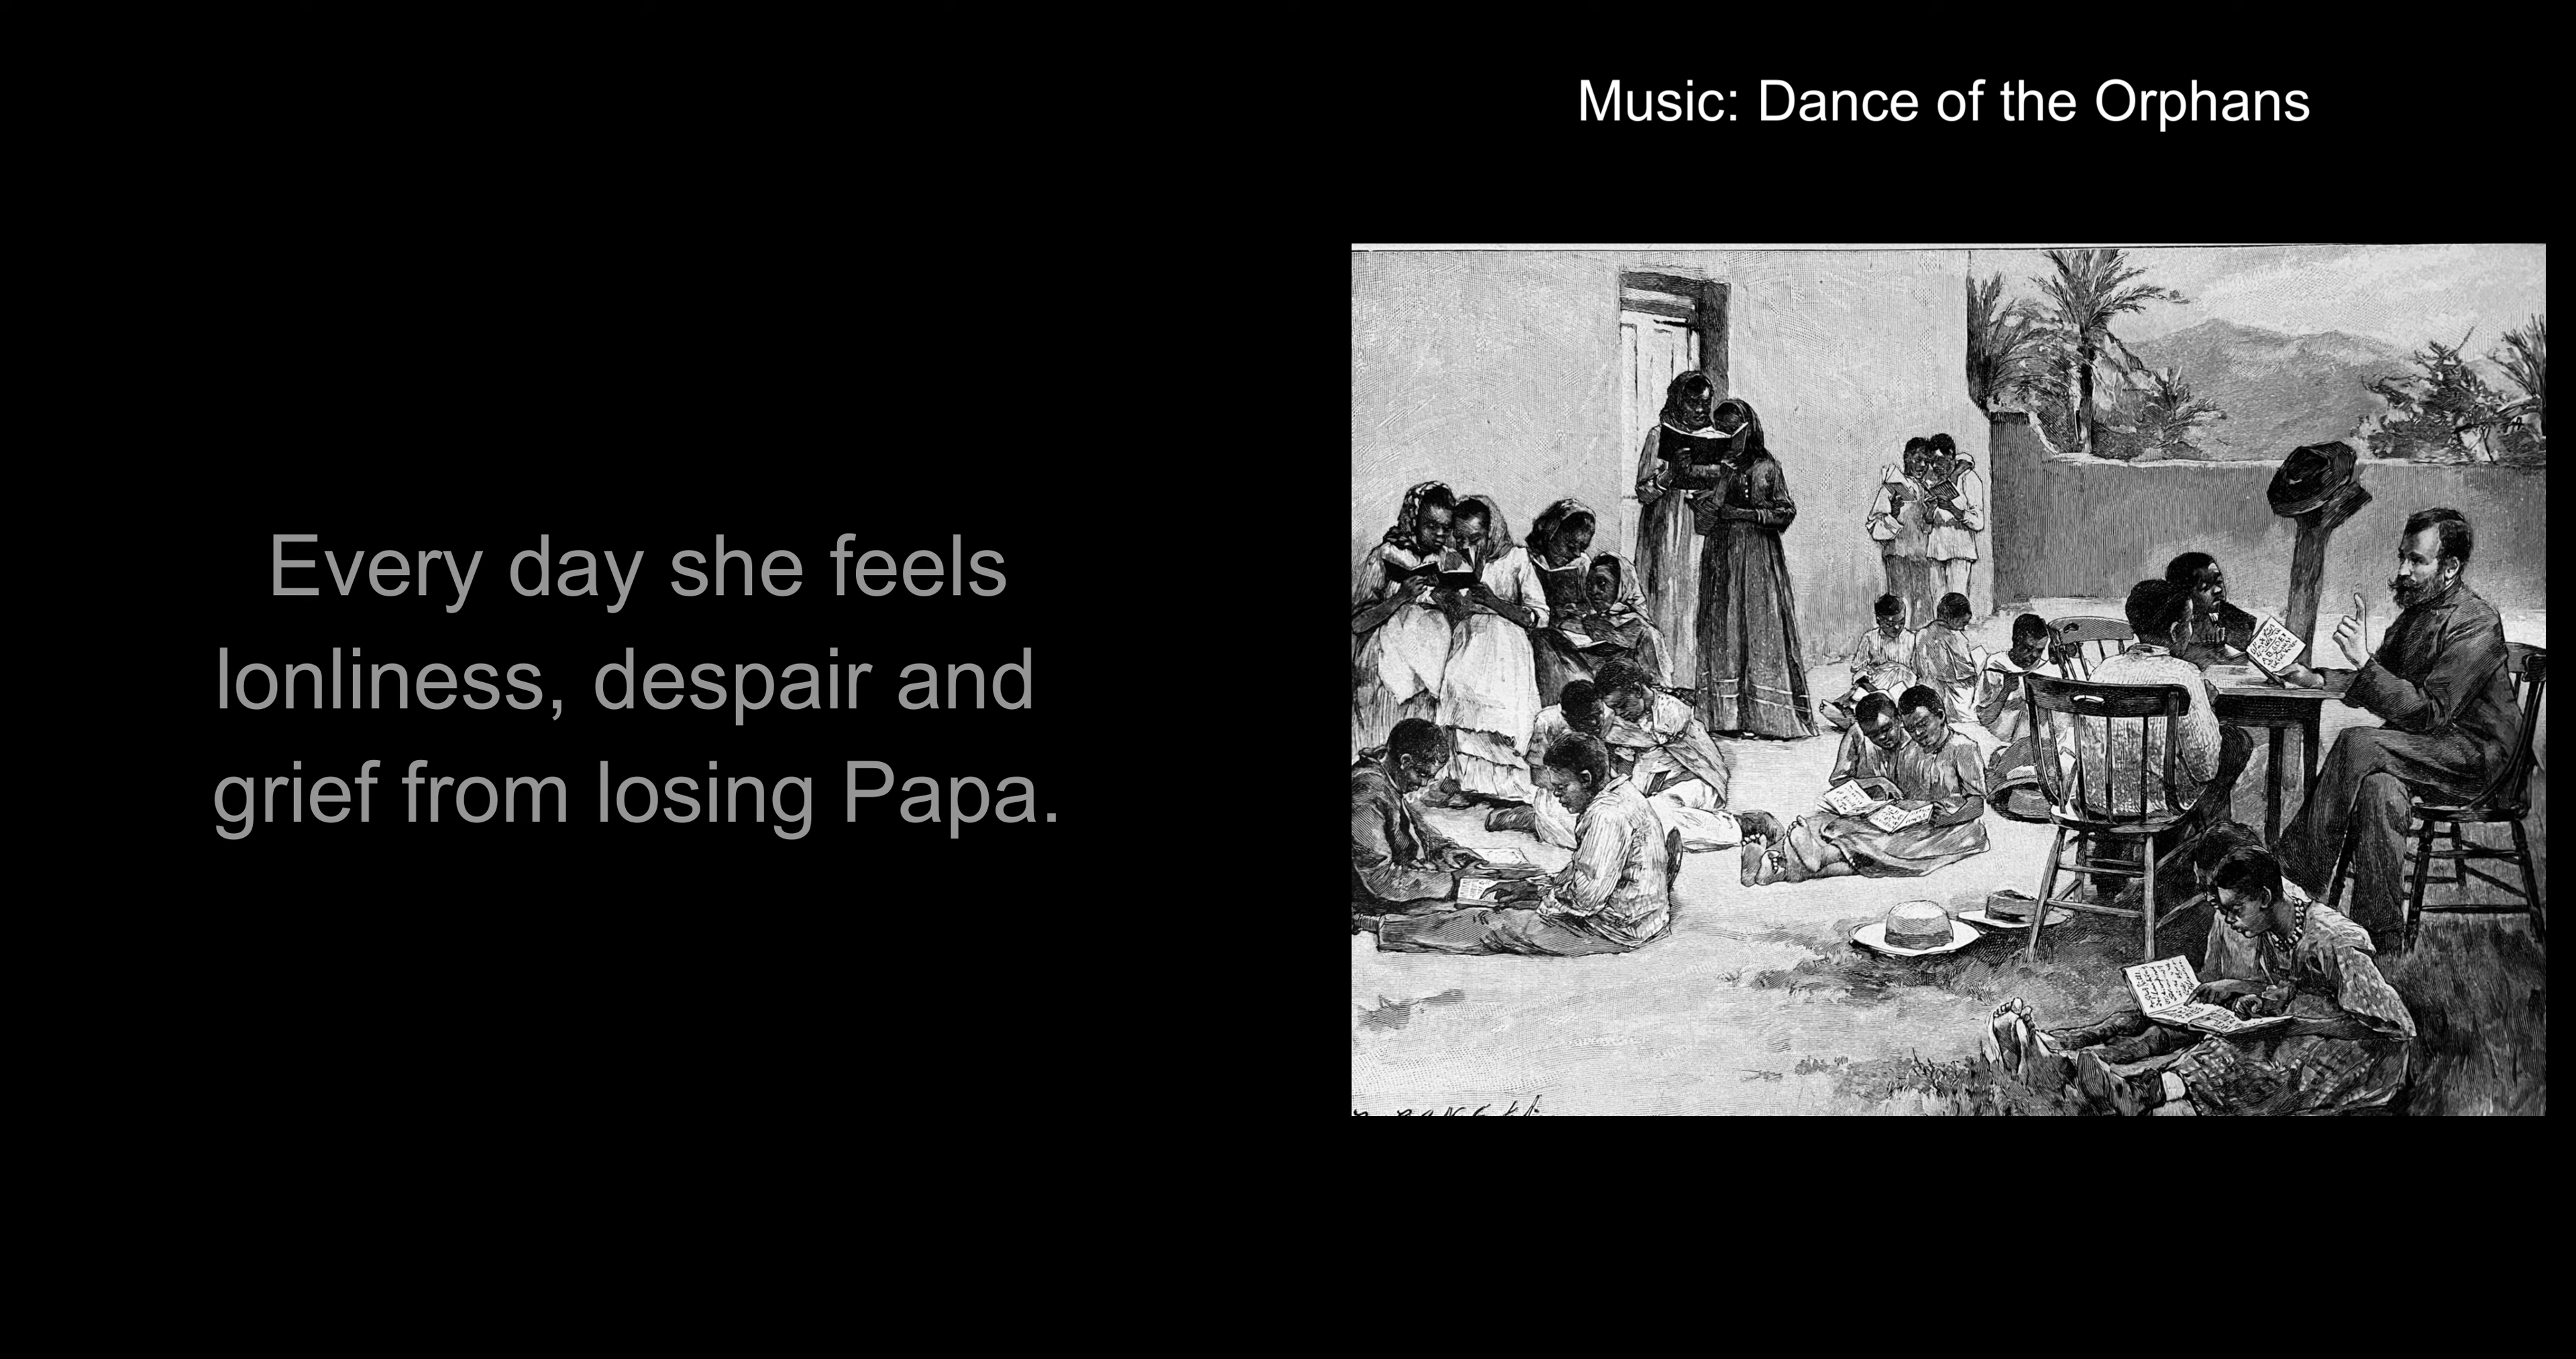 Music: Dance of the Orphans
Every day she feels
lonliness, despair and
grief from losing Papa.